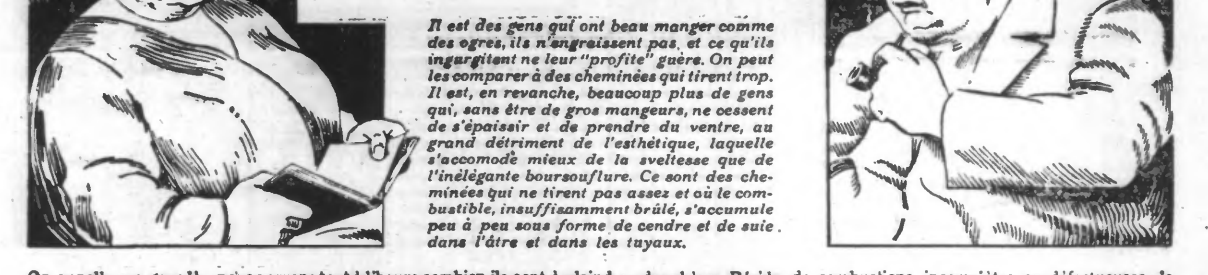 Il est des gens qui ont beau manger comme
des ogres, ils n'engraissent pas, et ce qu'ils
ingurgitent ne leur "profite" guère. On peut
les comparer à des cheminées qui tirent trop.
Il est, en revanche, beaucoup plus de gens
qui, sans être de gros mangeurs, ne cessent
de s'épaissir et de prendre du ventre, au
grand détriment de l'esthétique, laquelle
s'accomode mieux de la sveltesse que de
l'inélégante boursouflure. Ce sont des che-
minées qui ne tirent pas assez et où le com-
bustible, insuffisamment brûlé, s'accumule
peu à peu sous forme de cendre et de suie.
dans l'âtre et dans les tuyaux.